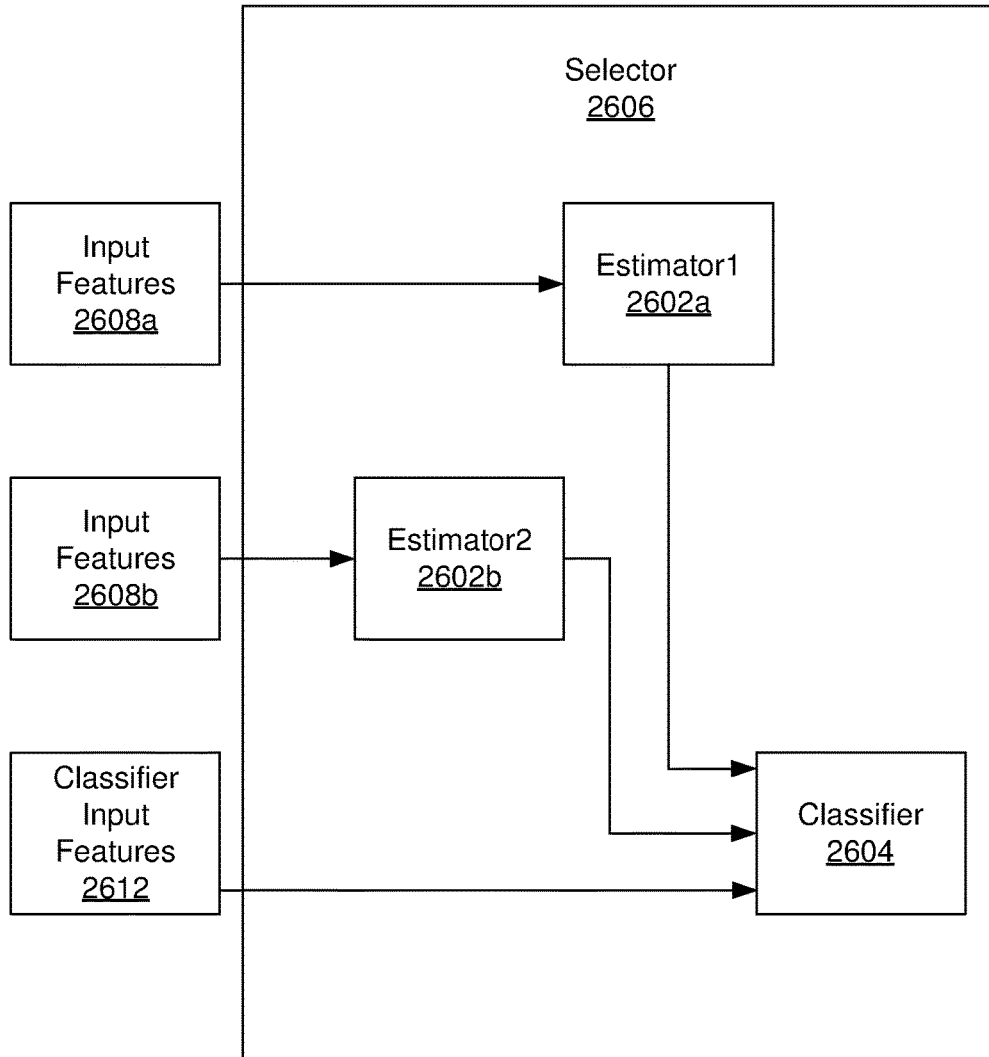 Selector
2606
Input
Features
2608a
Estimator1
2602a
Input
Features
2608b
Estimator2
2602b
Classifier
Input
Features
2612
Classifier
2604